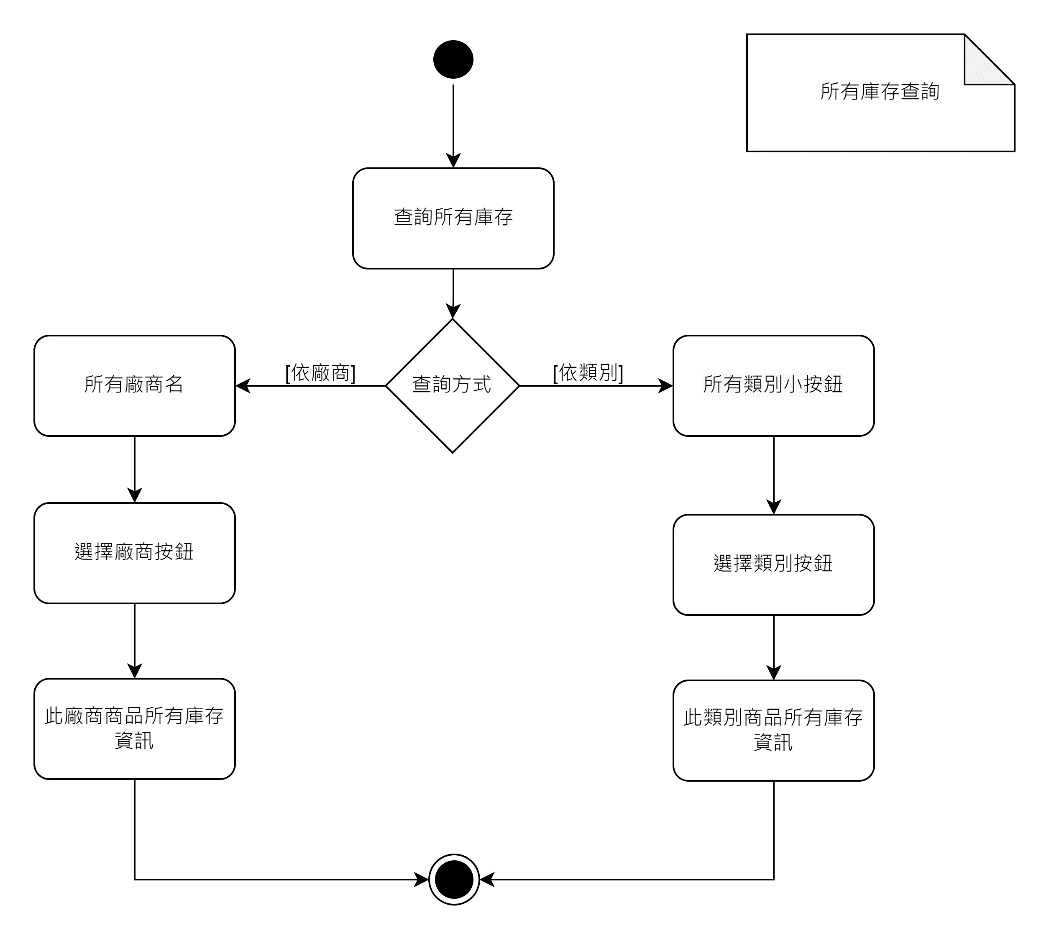 所有庫存查詢
查詢所有庫存
所有廠商名
[依廠商]
查詢方式
[依類別]
所有類別小按鈕
選擇廠商按鈕
選擇類別按鈕
此廠商商品所有庫存
資訊
此類別商品所有庫存
資訊